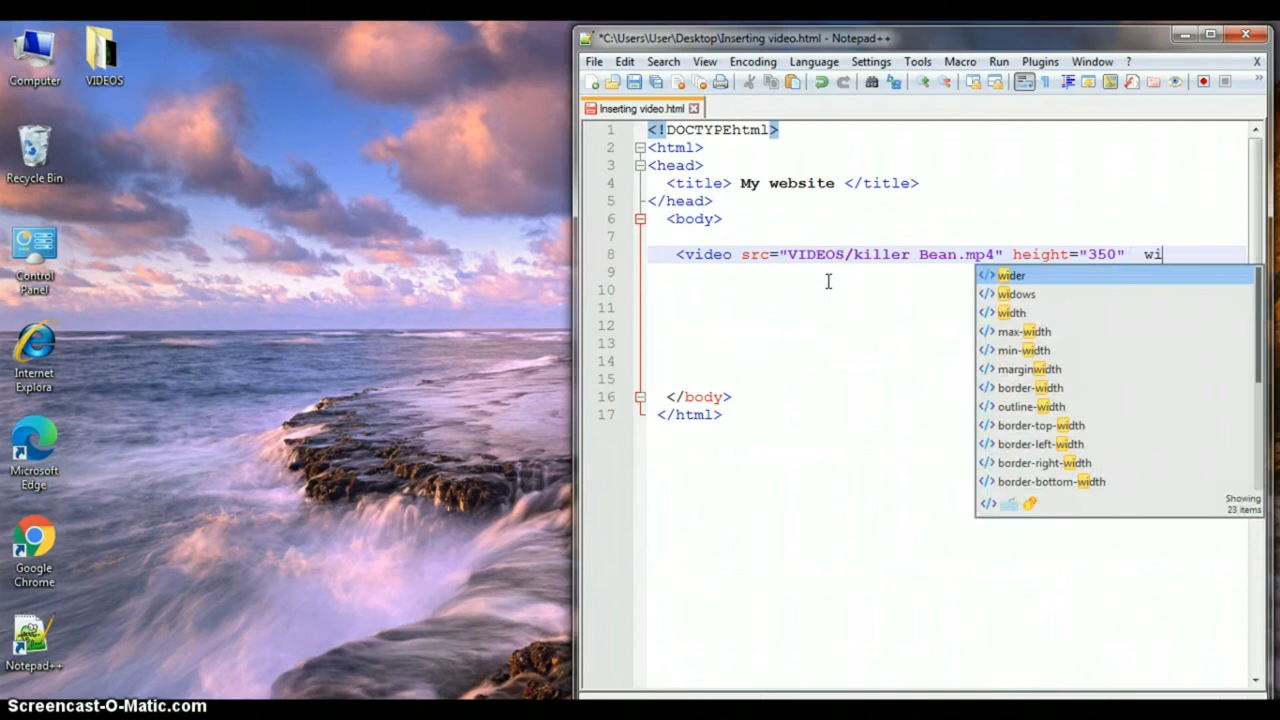 Computer
VIDEOS
Recycle Bin
Control
Panel
Internet
Explora
Microsoft
Edge
Google
Chrome
Notepad++
*C:\Users\User\Desktop\Inserting video.html - Notepad++
File Edit Search View Encoding Language Settings Tools Macro Run Plugins Window ? X
Inserting video.html
1 <!DOCTYPEhtml>
2 <html>
3 <head>
4 <title> My website </title>
5 </head>
6 <body>
7
8 <video src="VIDEOS/killer Bean.mp4" height="350" wi
9
10
11
12
13
14
15
16 </body>
17 </html>
</> wider
</> widows
</> width
</> max-width
</> min-width
</> marginwidth
</> border-width
</> outline-width
</> border-top-width
</> border-left-width
</> border-right-width
</> border-bottom-width
</>
Showing
23 items
Screencast-O-Matic.com